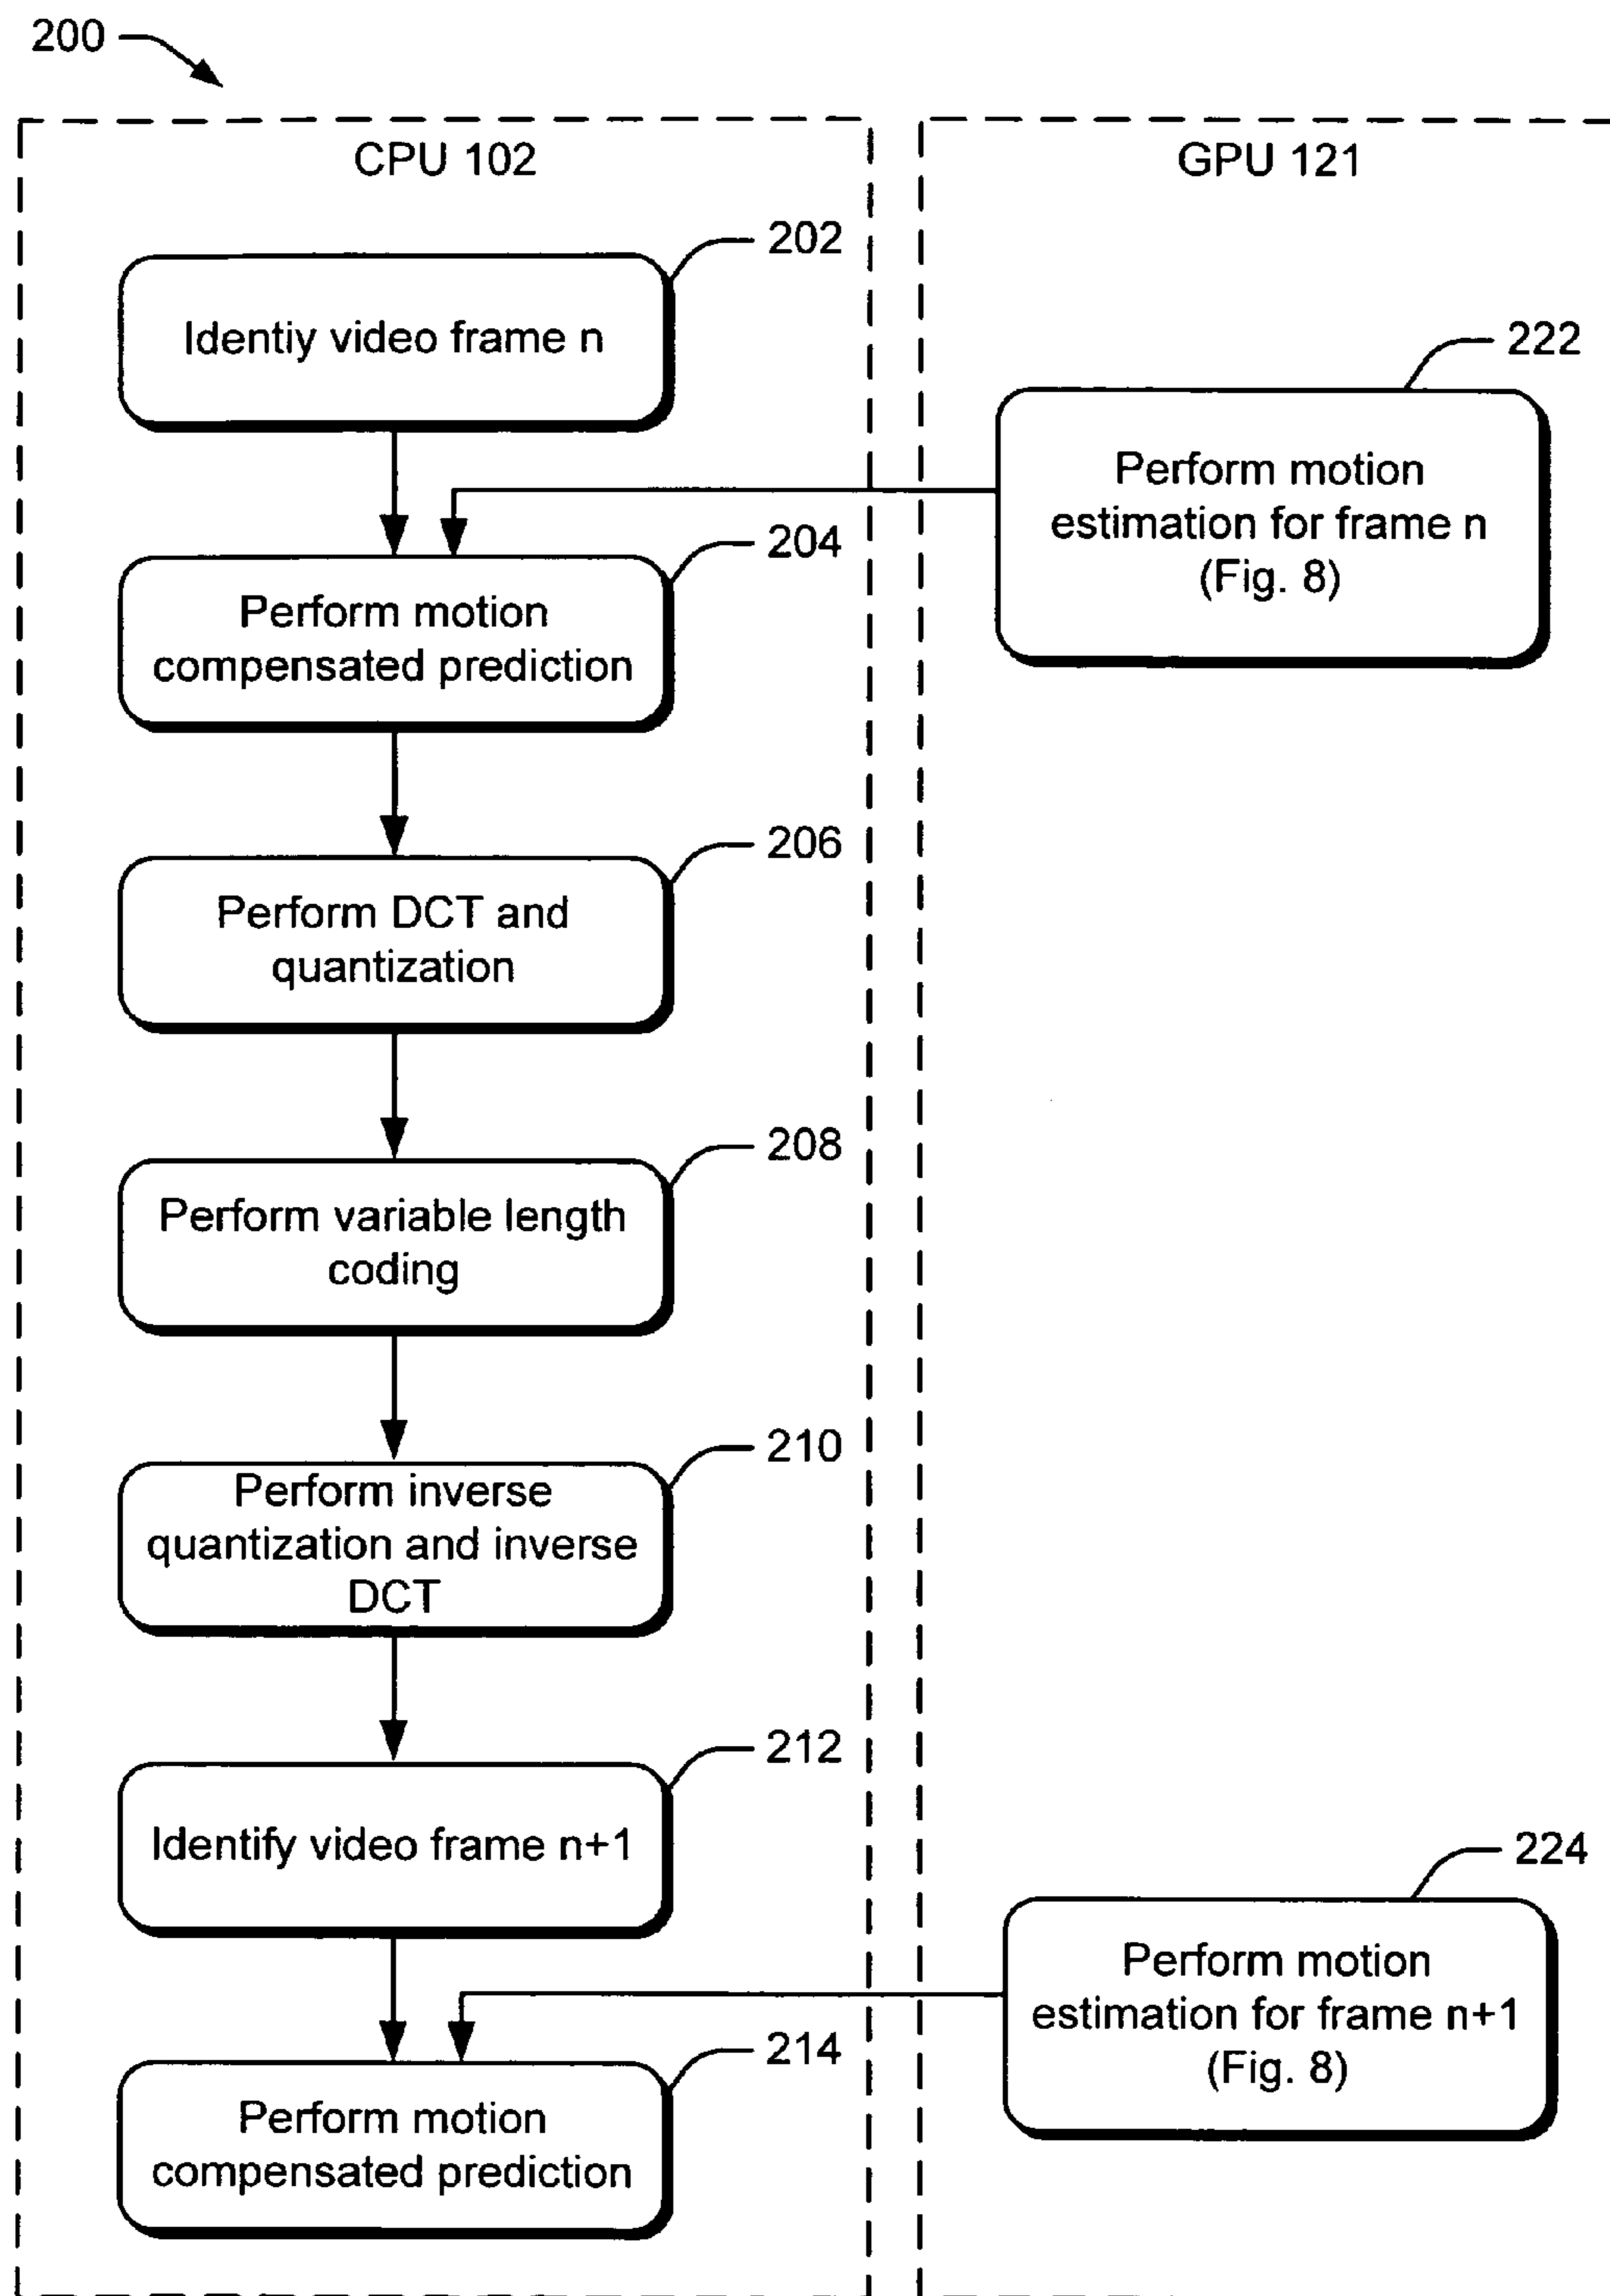 200
CPU 102
GPU 121
202
Identiy video frame n
222
Perform motion
estimation for frame n
(Fig. 8)
204
Perform motion
compensated prediction
206
Perform DCT and
quantization
208
Perform variable length
coding
210
Perform inverse
quantization and inverse
DCT
212
Identify video frame n+1
224
Perform motion
estimation for frame n+1
(Fig. 8)
214
Perform motion
compensated prediction